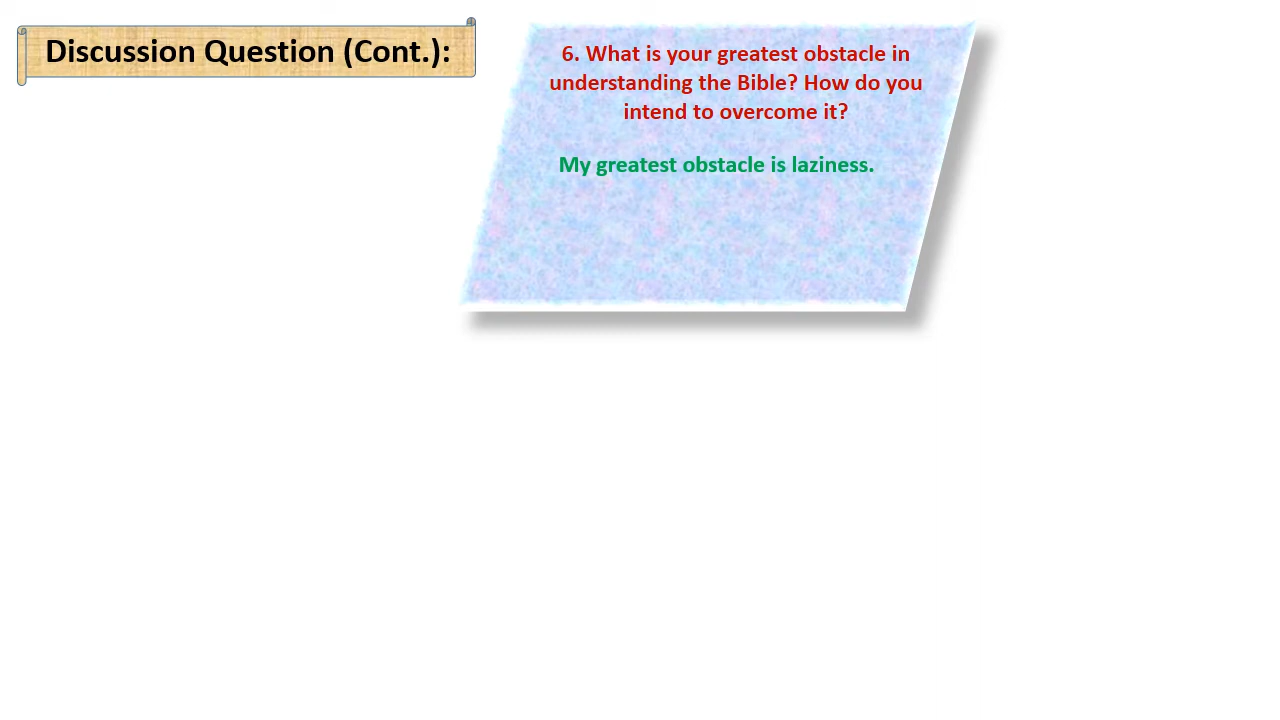 Discussion Question (Cont.):
6. What is your greatest obstacle in
understanding the Bible? How do you
intend to overcome it?
My greatest obstacle is laziness.